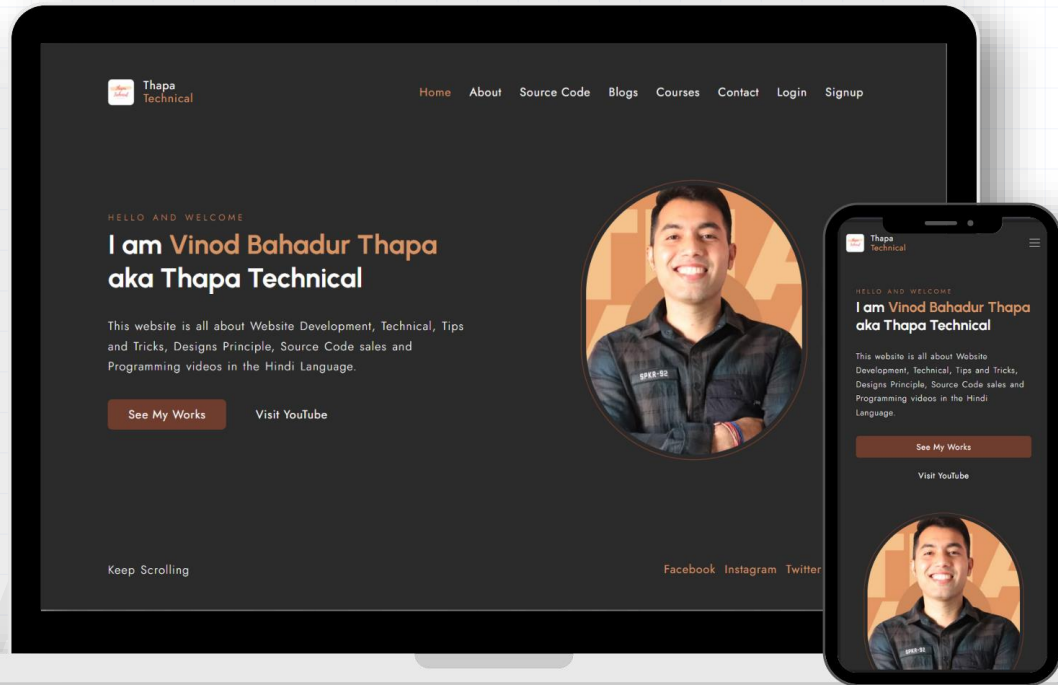 Thapa
Technical
Home About Source Code Blogs Courses Contact Login Signup
HELLO AND WELCOME
I am Vinod Bahadur Thapa
aka Thapa Technical
This website is all about Website Development, Technical, Tips
and Tricks, Designs Principle, Source Code sales and
Programming videos in the Hindi Language.
See My Works Visit YouTube
SPKR-92
Keep Scrolling
Facebook Instagram Twitter
Thapa
Technical
HELLO AND WELCOME
I am Vinod Bahadur Thapa
aka Thapa Technical
This website is all about Website
Development, Technical, Tips and Tricks,
Designs Principle, Source Code sales and
Programming videos in the Hindi
Language.
See My Works
Visit YouTube
SPKR-92